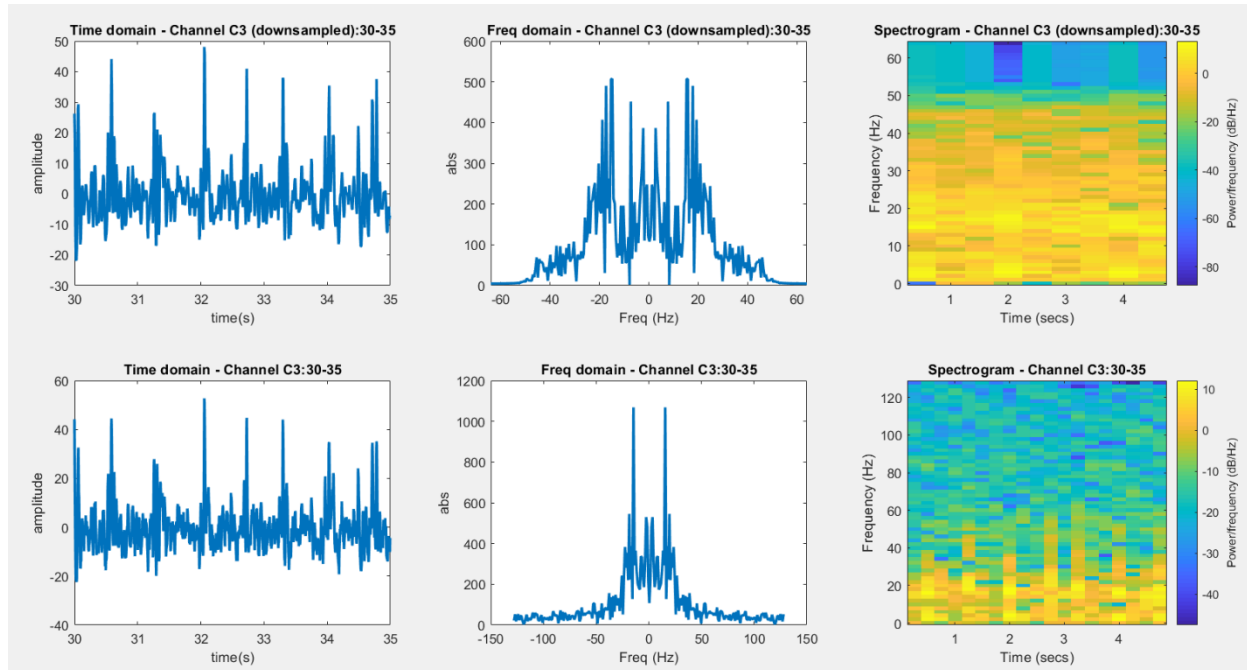 Time domain - Channel C3 (downsampled):30-35
50
40
30
20
10
0
-10
-20
-30
amplitude
30 31 32 33 34 35
time(s)
Freq domain - Channel C3 (downsampled):30-35
600
500
400
300
200
100
0
abs
-60 -40 -20 0 20 40 60
Freq (Hz)
Spectrogram - Channel C3 (downsampled):30-35
60
50
40
30
20
10
0
Frequency (Hz)
1 2 3 4
Time (secs)
0
-20
-40
-60
-80
Power/frequency (dB/Hz)
Time domain - Channel C3:30-35
60
40
20
0
-20
-40
amplitude
30 31 32 33 34 35
time(s)
Freq domain - Channel C3:30-35
1200
1000
800
600
400
200
0
abs
-150 -100 -50 0 50 100 150
Freq (Hz)
Spectrogram - Channel C3:30-35
120
100
80
60
40
20
0
Frequency (Hz)
1 2 3 4
Time (secs)
10
0
-10
-20
-30
-40
Power/frequency (dB/Hz)